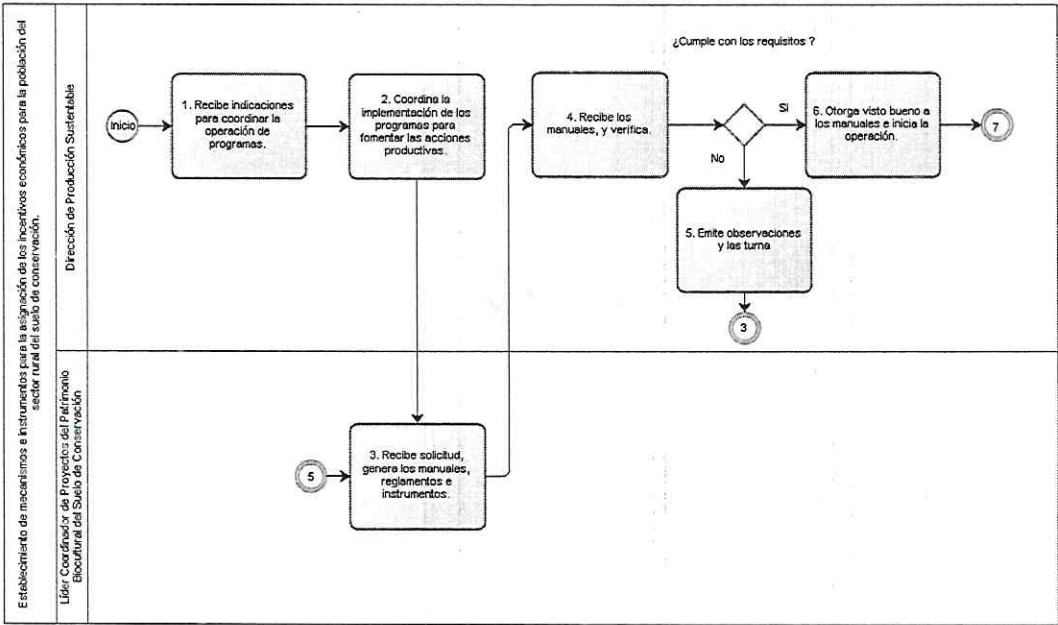 Establecimiento de mecanismos e instrumentos para la asignación de los incentivos económicos para la población del
sector rural del suelo de conservación.
Dirección de Producción Sustentable
¿Cumple con los requisitos ?
Inicio
1. Recibe indicaciones
para coordinar la
operación de
programas.
2. Coordina la
implementación de los
programas para
fomentar las acciones
productivas.
4. Recibe los
manuales, y verifica.
Si
No
6. Otorga visto bueno a
los manuales e inicia la
operación.
7
5. Emite observaciones
y las turna
3
Líder Coordinador de Proyectos del Patrimonio
Biocultural del Suelo de Conservación
5
3. Recibe solicitud,
genera los manuales,
reglamentos e
instrumentos.